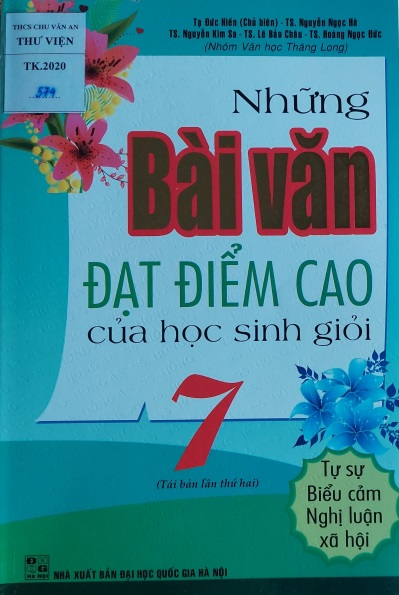 THCS CHU VĂN AN
THƯ VIỆN
TK.2020
574
Tạ Đức Hiền (Chủ biên) - TS. Nguyễn Ngọc Hà
TS. Nguyễn Kim Sa - TS. Lê Bảo Châu - TS. Hoàng Ngọc Đức
(Nhóm Văn học Thăng Long)
Những
Bài văn
ĐẠT ĐIỂM CAO
của học sinh giỏi
7
(Tái bản lần thứ hai)
Tự sự
Biểu cảm
Nghị luận
xã hội
Hà Nội
NHÀ XUẤT BẢN ĐẠI HỌC QUỐC GIA HÀ NỘI